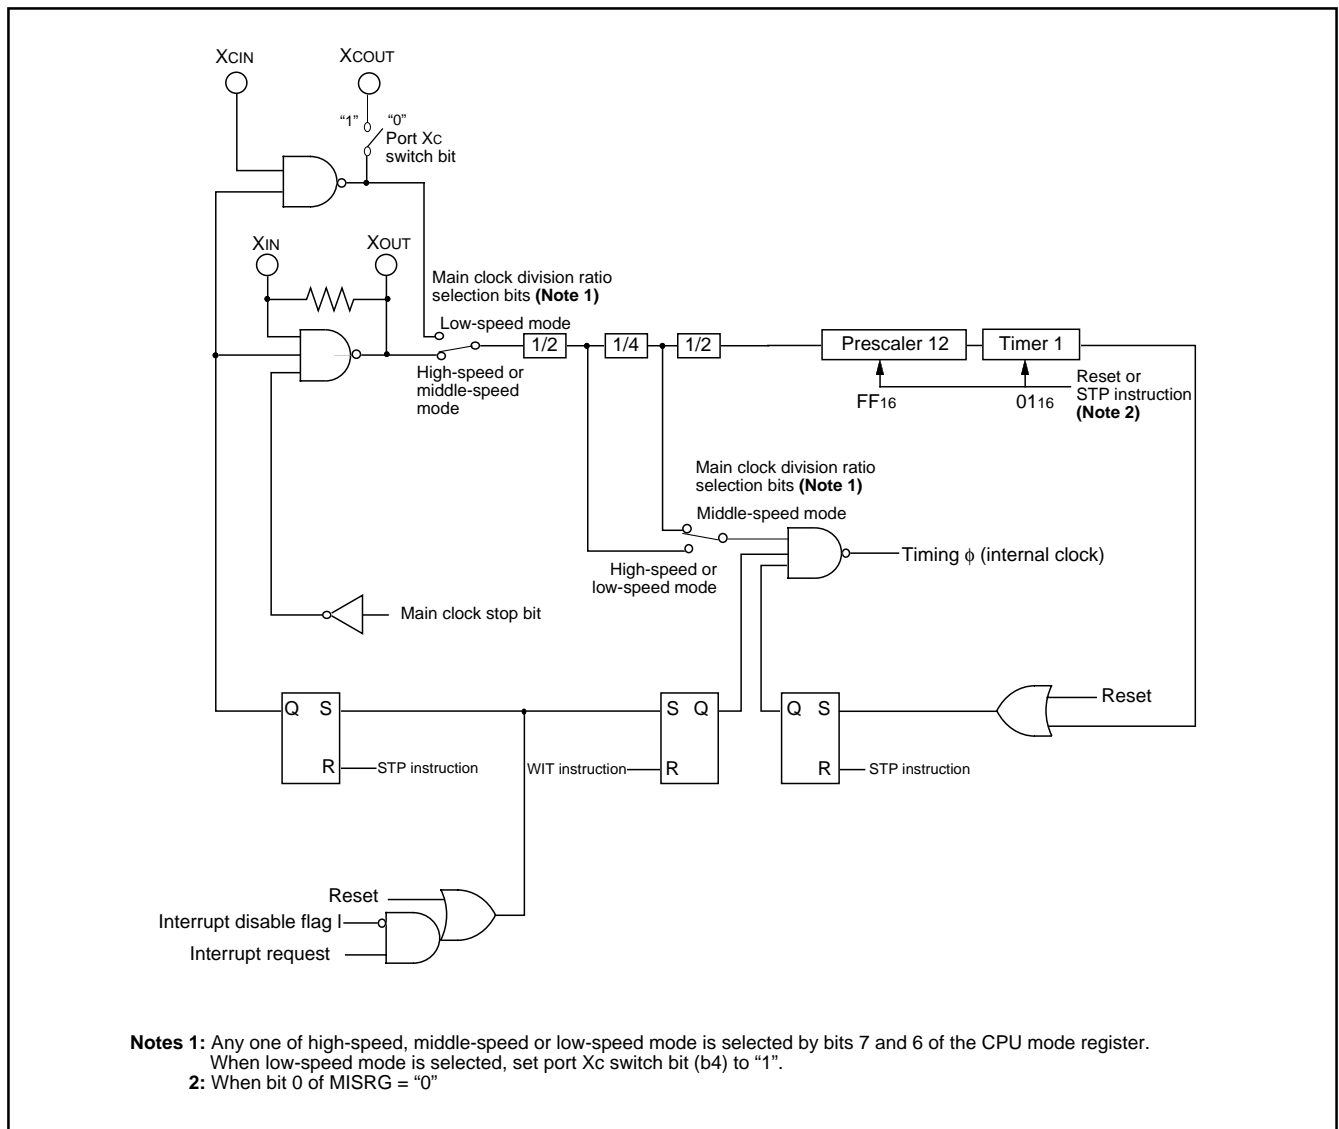 XCIN
XCOUT
“1”
“0”
Port XC
switch bit
XIN
XOUT
Main clock division ratio
selection bits (Note 1)
Low-speed mode
1/2
1/4
1/2
Prescaler 12
Timer 1
High-speed or
middle-speed
mode
FF16
0116
Reset or
STP instruction
(Note 2)
Main clock division ratio
selection bits (Note 1)
Middle-speed mode
High-speed or
low-speed mode
Timing ϕ (internal clock)
Main clock stop bit
Q S
R
STP instruction
S Q
R
WIT instruction
Q S
R
STP instruction
Reset
Reset
Interrupt disable flag I
Interrupt request
Notes 1: Any one of high-speed, middle-speed or low-speed mode is selected by bits 7 and 6 of the CPU mode register.
When low-speed mode is selected, set port Xc switch bit (b4) to “1”.
2: When bit 0 of MISRG = “0”